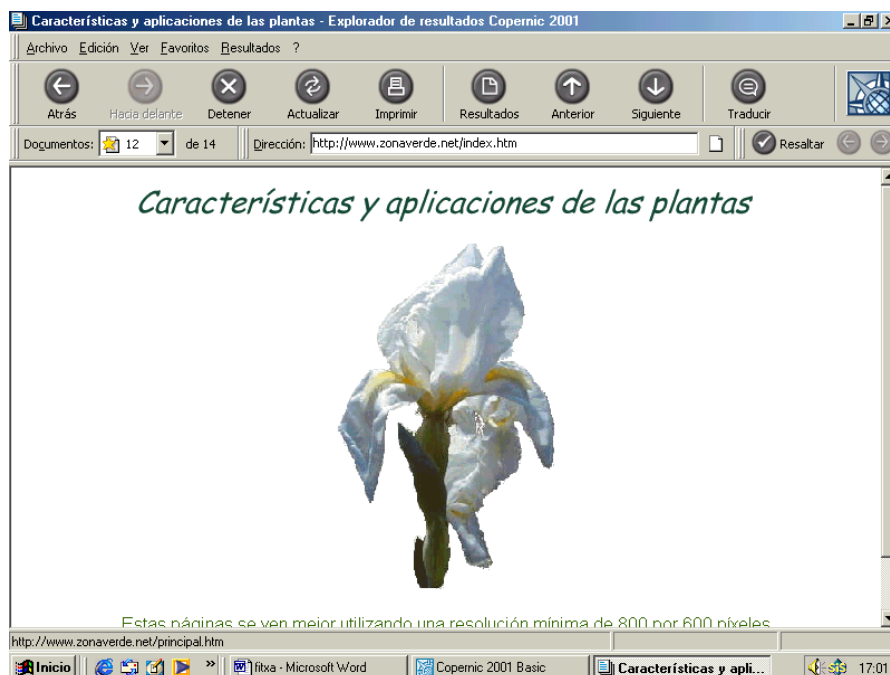 Características y aplicaciones de las plantas - Explorador de resultados Copernic 2001
Archivo Edición Ver Favoritos Resultados ?
Atrás Hacia delante Detener Actualizar Imprimir Resultados Anterior Siguiente Traducir
Documentos: 12 de 14 Dirección: http://www.zonaverde.net/index.htm Resaltar
Características y aplicaciones de las plantas
Estas páginas se ven mejor utilizando una resolución mínima de 800 por 600 píxeles
http://www.zonaverde.net/principal.htm
Inicio » fitxa - Microsoft Word Copernic 2001 Basic Características y apli... 17:01